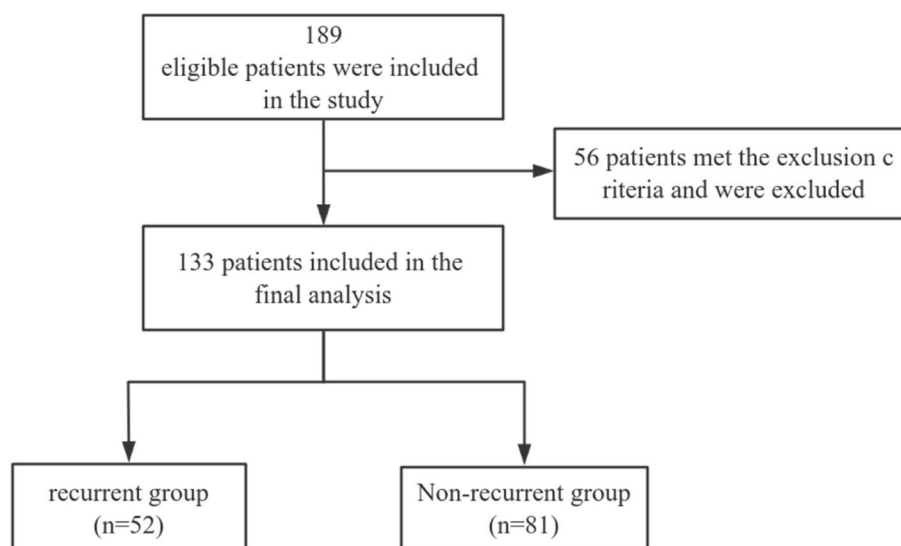 189
eligible patients were included
in the study
56 patients met the exclusion c
riteria and were excluded
133 patients included in the
final analysis
recurrent group
(n=52)
Non-recurrent group
(n=81)